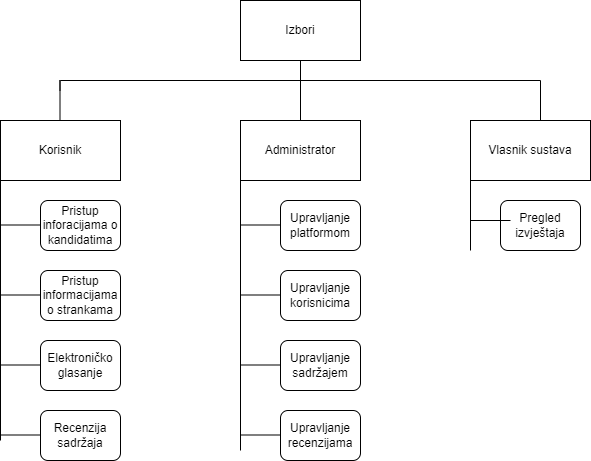 Izbori
Korisnik
Administrator
Vlasnik sustava
Pristup
inforacijama o
kandidatima
Pristup
informacijama
o strankama
Elektroničko
glasanje
Recenzija
sadržaja
Upravljanje
platformom
Upravljanje
korisnicima
Upravljanje
sadržajem
Upravljanje
recenzijama
Pregled
izvještaja